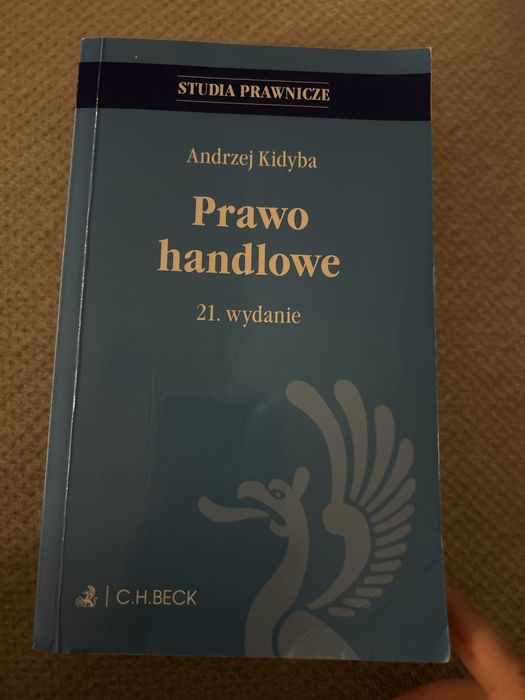 STUDIA PRAWNICZE
Andrzej Kidyba
Prawo
handlowe
21. wydanie
C.H.BECK